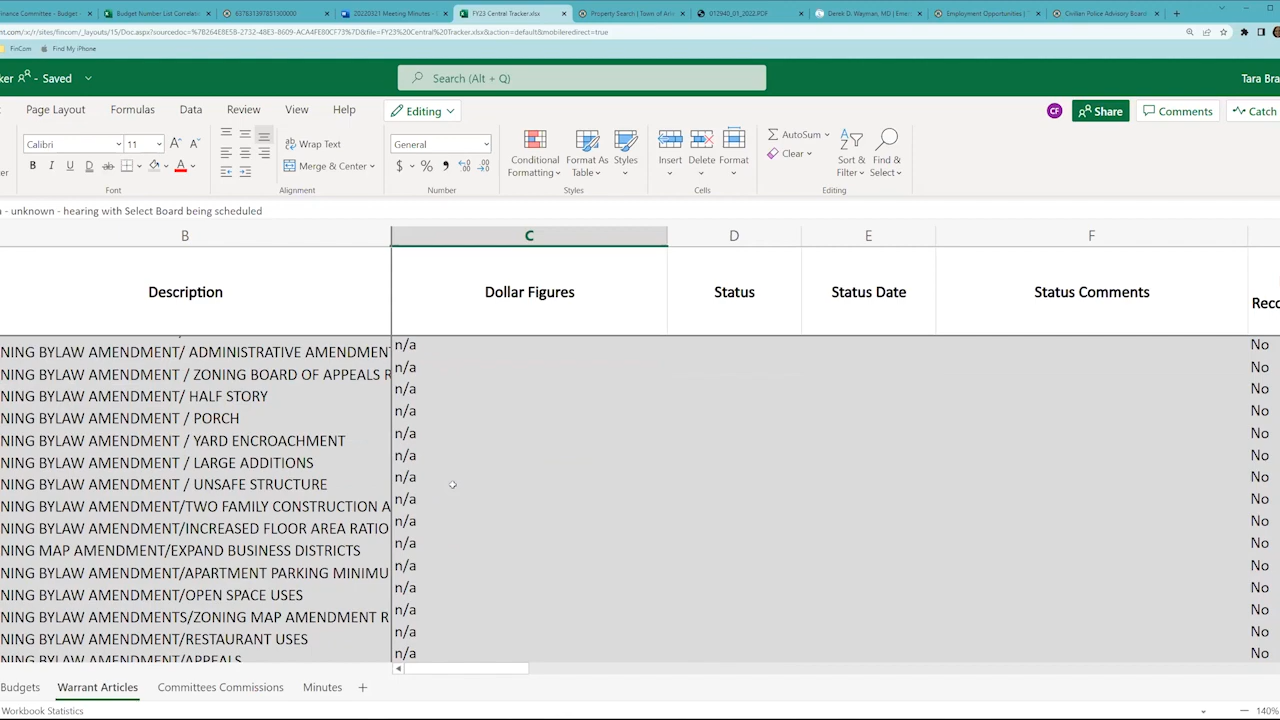 inance Committee - Budget -
Budget Number List Correlatio
637831397851300000
20220321 Meeting Minutes -
FY23 Central Tracker.xlsx
Property Search | Town of Arlin
012940_01_2022.PDF
Derek D. Wayman, MD | Emer
Employment Opportunities |
Civilian Police Advisory Board
FinCom
Find My iPhone
ker - Saved
Search (Alt + Q)
Tara Bra
Page Layout
Formulas
Data
Review
View
Help
Editing
CF
Share
Comments
Catch
Calibri
11
Wrap Text
General
AutoSum
Clear
Merge & Center
Conditional Formatting
Format As Table
Styles
Insert
Delete
Format
Sort & Filter
Find & Select
Font
Alignment
Number
Styles
Cells
Editing
- unknown - hearing with Select Board being scheduled
B C D E F
Description Dollar Figures Status Status Date Status Comments Reco
NING BYLAW AMENDMENT/ ADMINISTRATIVE AMENDMEN n/a No
NING BYLAW AMENDMENT / ZONING BOARD OF APPEALS R n/a No
NING BYLAW AMENDMENT/ HALF STORY n/a No
NING BYLAW AMENDMENT / PORCH n/a No
NING BYLAW AMENDMENT / YARD ENCROACHMENT n/a No
NING BYLAW AMENDMENT / LARGE ADDITIONS n/a No
NING BYLAW AMENDMENT / UNSAFE STRUCTURE n/a No
NING BYLAW AMENDMENT/TWO FAMILY CONSTRUCTION A n/a No
NING BYLAW AMENDMENT/INCREASED FLOOR AREA RATIO n/a No
NING MAP AMENDMENT/EXPAND BUSINESS DISTRICTS n/a No
NING BYLAW AMENDMENT/APARTMENT PARKING MINIMU n/a No
NING BYLAW AMENDMENT/OPEN SPACE USES n/a No
NING BYLAW AMENDMENTS/ZONING MAP AMENDMENT R n/a No
NING BYLAW AMENDMENT/RESTAURANT USES n/a No
NING BYLAW AMENDMENT/APPEALS n/a No
Budgets
Warrant Articles
Committees Commissions
Minutes
Workbook Statistics
140%